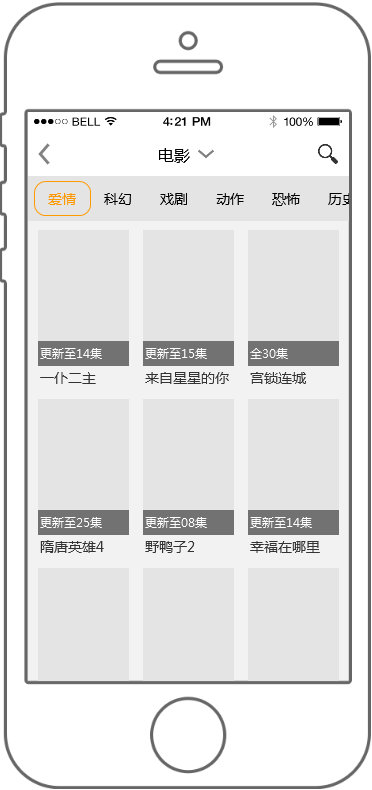 BELL 4:21 PM 100%
电影
爱情 科幻 戏剧 动作 恐怖 历史
更新至14集 更新至15集 全30集
一仆二主 来自星星的你 宫锁连城
更新至25集 更新至08集 更新至14集
隋唐英雄4 野鸭子2 幸福在哪里